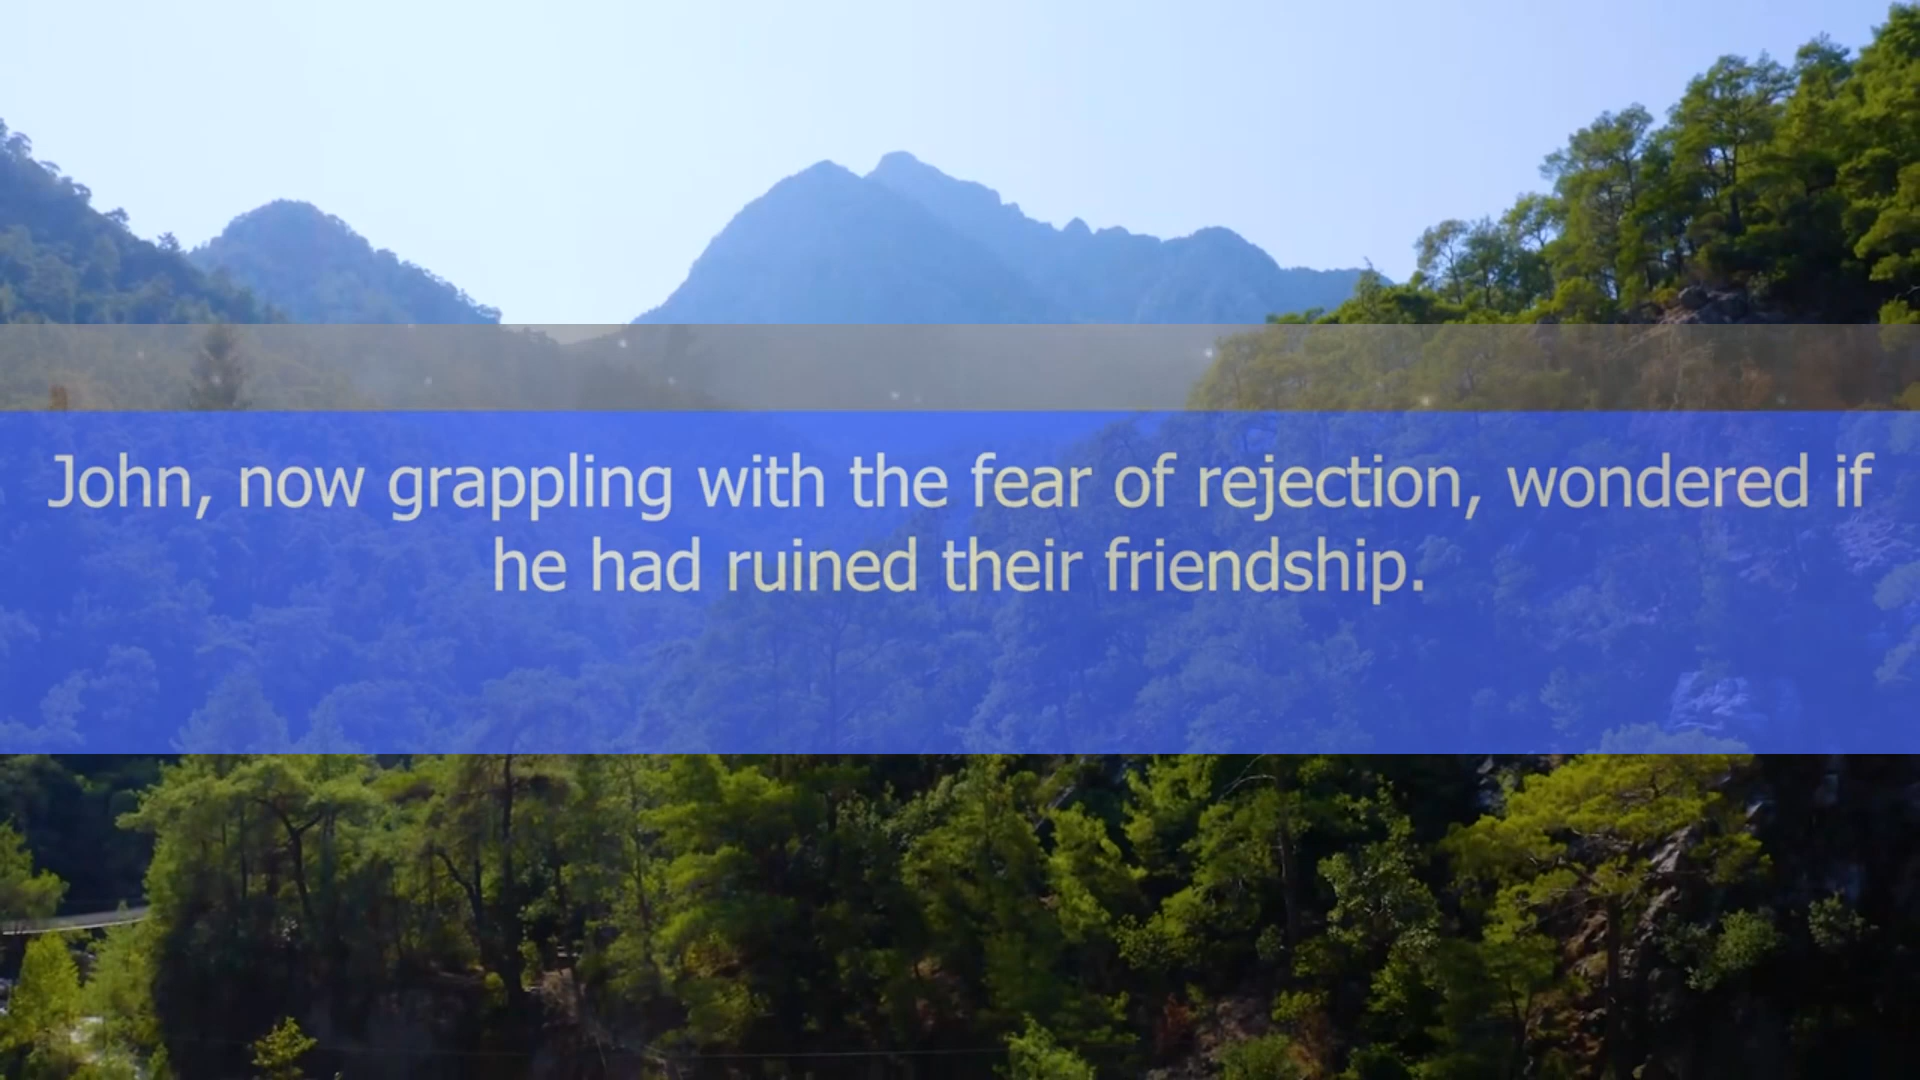 John, now grappling with the fear of rejection, wondered if
he had ruined their friendship.